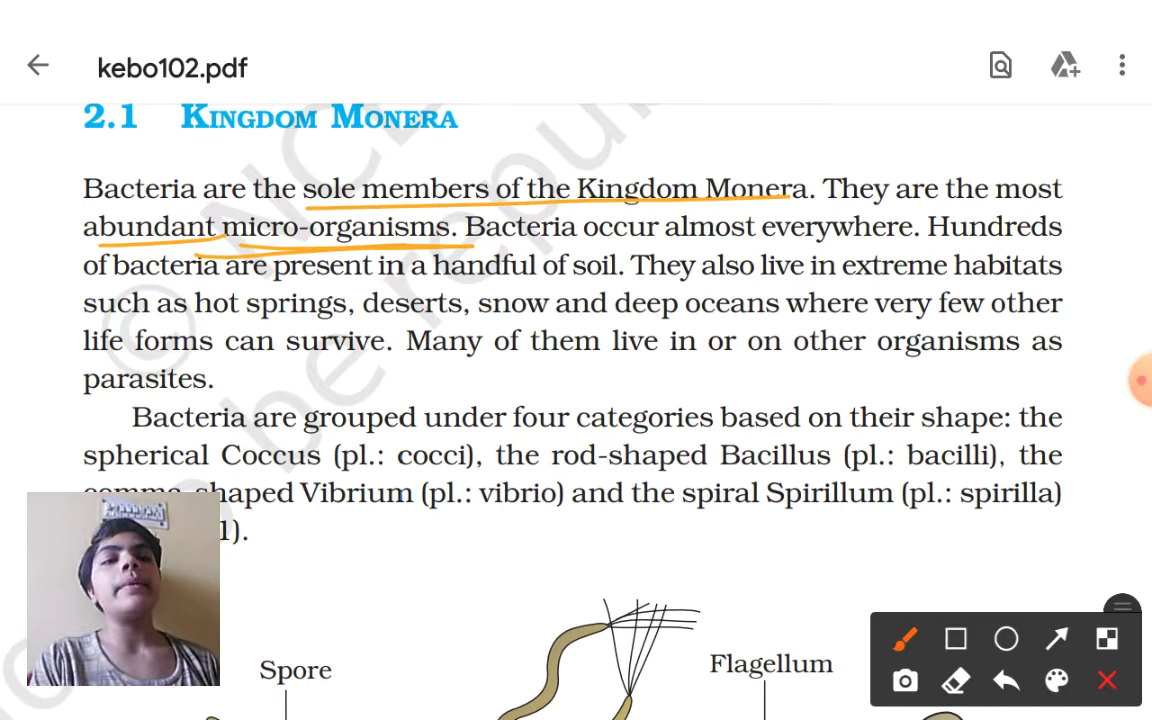 kebo102.pdf
2.1 KINGDOM MONERA
Bacteria are the sole members of the Kingdom Monera. They are the most
abundant micro-organisms. Bacteria occur almost everywhere. Hundreds
of bacteria are present in a handful of soil. They also live in extreme habitats
such as hot springs, deserts, snow and deep oceans where very few other
life forms can survive. Many of them live in or on other organisms as
parasites.
Bacteria are grouped under four categories based on their shape: the
spherical Coccus (pl.: cocci), the rod-shaped Bacillus (pl.: bacilli), the
comma-shaped Vibrium (pl.: vibrio) and the spiral Spirillum (pl.: spirilla)
1).
Spore
Flagellum